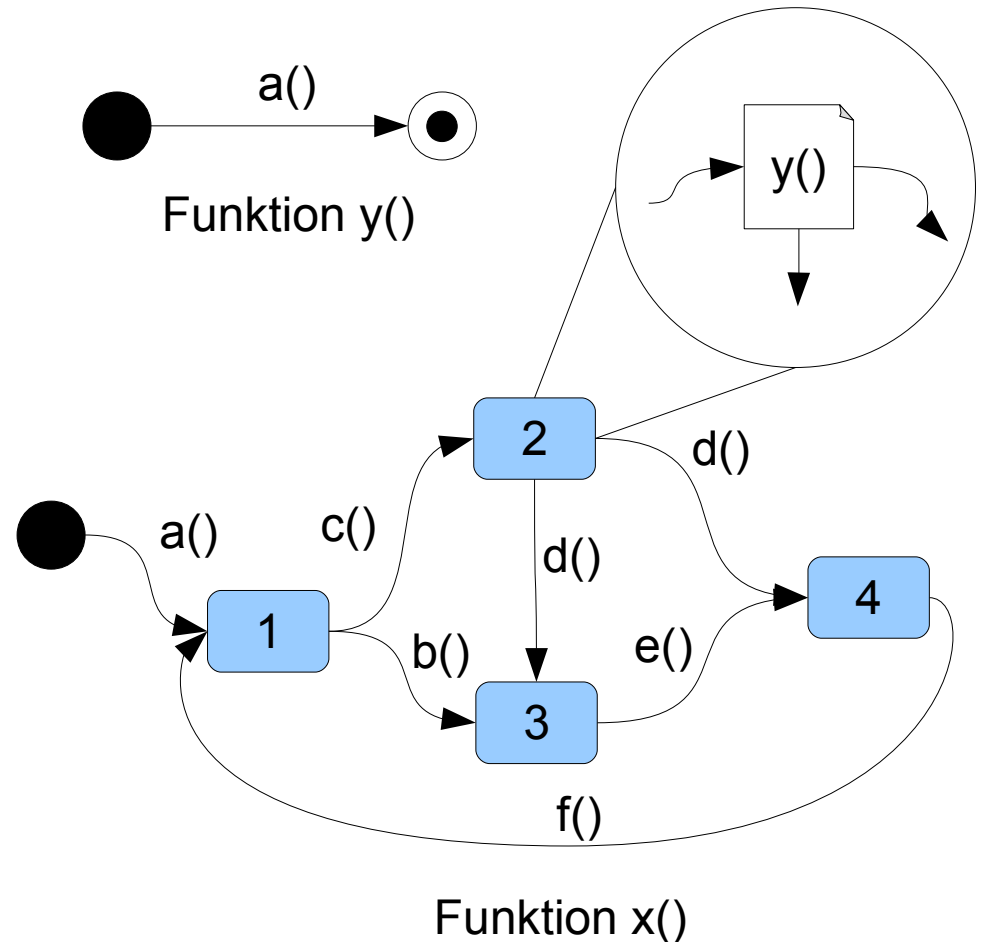 a()
y()
Funktion y()
2
d()
a()
c()
d()
4
1
b()
e()
3
f()
Funktion x()